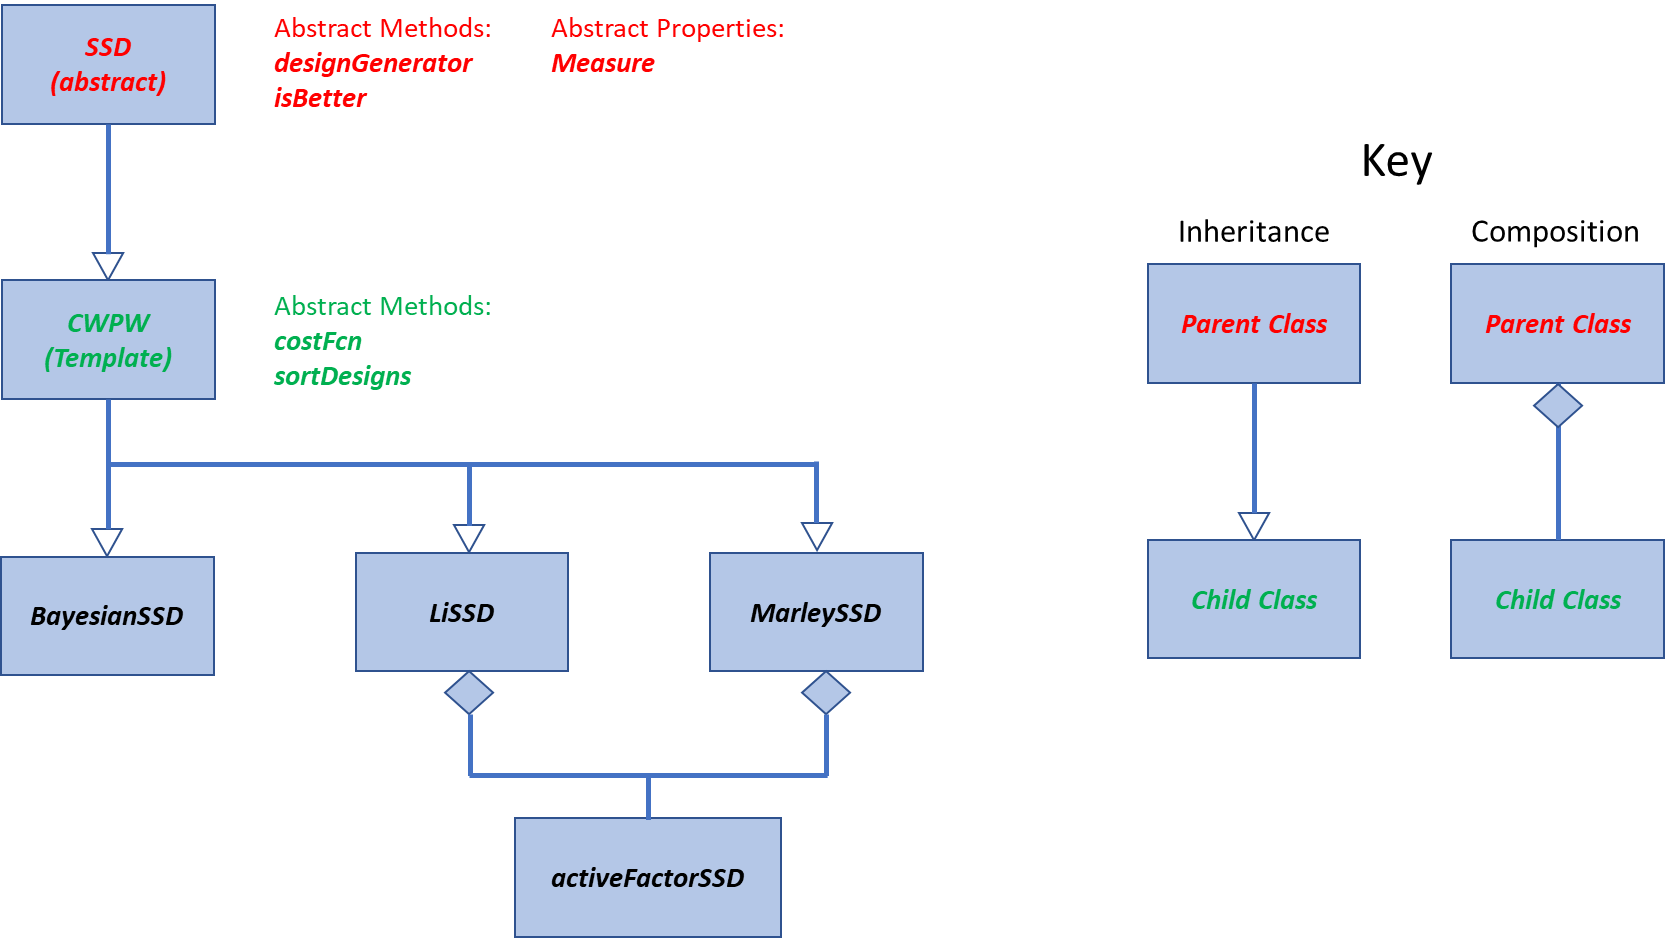 SSD
(abstract)
Abstract Methods:
designGenerator
isBetter
Abstract Properties:
Measure
CWPW
(Template)
Abstract Methods:
costFcn
sortDesigns
BayesianSSD
LiSSD
MarleySSD
activeFactorSSD
Key
Inheritance
Parent Class
Child Class
Composition
Parent Class
Child Class